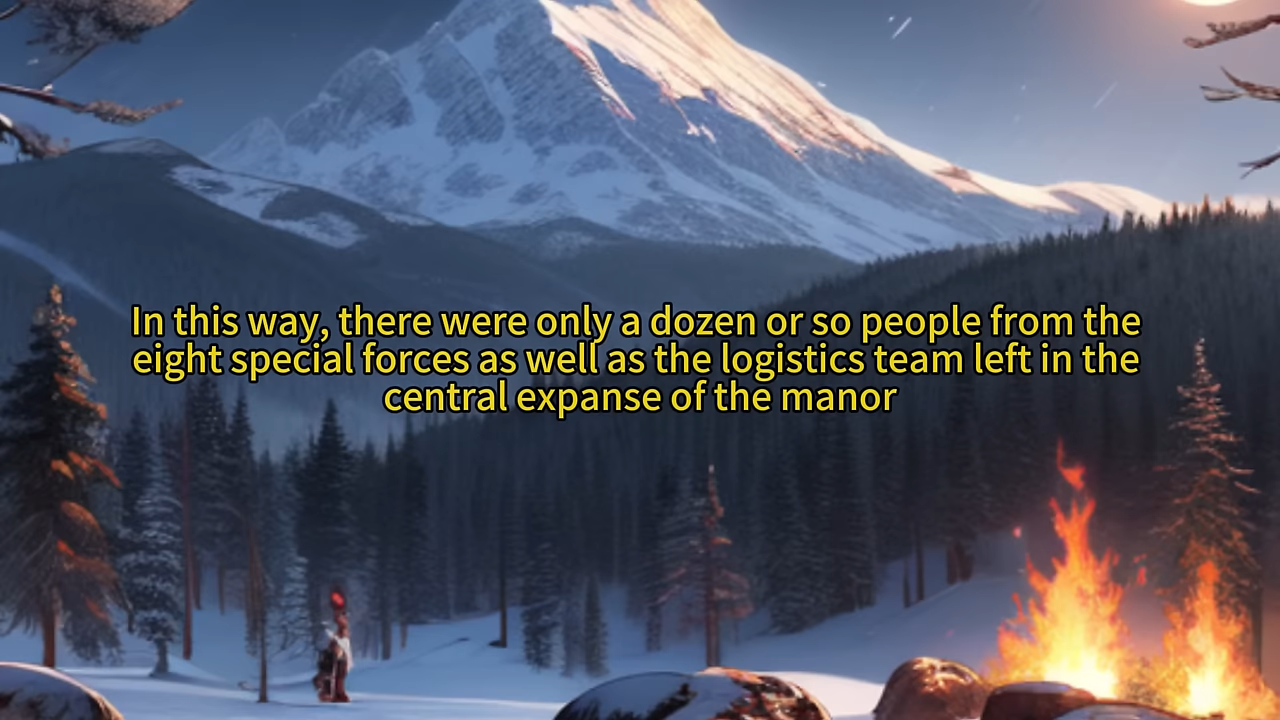 In this way, there were only a dozen or so people from the
eight special forces as well as the logistics team left in the
central expanse of the manor